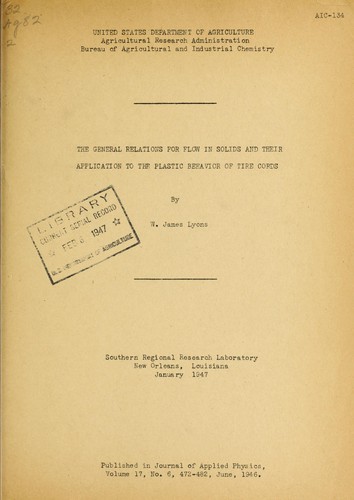 AIC-134
Ag82
2
UNITED STATES DEPARTMENT OF AGRICULTURE
Agricultural Research Administration
Bureau of Agricultural and Industrial Chemistry
THE GENERAL RELATIONS FOR FLOW IN SOLIDS AND THEIR
APPLICATION TO THE PLASTIC BEHAVIOR OF TIRE CORDS
By
W. James Lyons
LIBRARY
CURRENT SERIAL RECORD
☆ FEB 6 1947 ☆
U.S. DEPARTMENT OF AGRICULTURE
Southern Regional Research Laboratory
New Orleans, Louisiana
January 1947
Published in Journal of Applied Physics,
Volume 17, No. 6, 472-482, June, 1946.